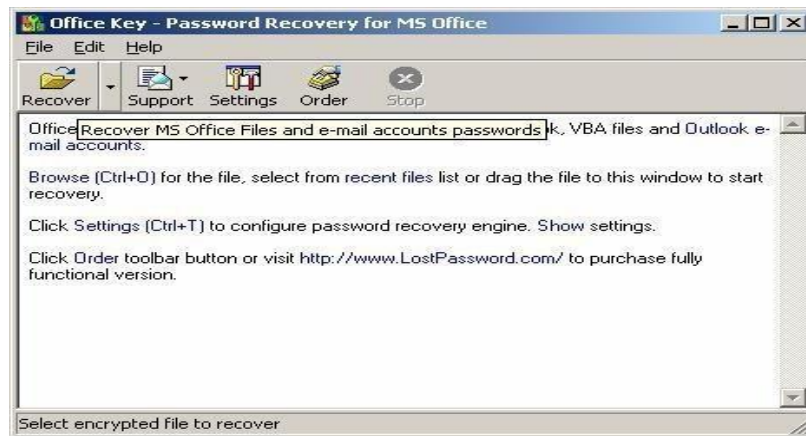 Office Key - Password Recovery for MS Office
File Edit Help
Recover Support Settings Order Stop
Office
Recover MS Office Files and e-mail accounts passwords
k, VBA files and Outlook e-
mail accounts.
Browse (Ctrl+O) for the file, select from recent files list or drag the file to this window to start
recovery.
Click Settings (Ctrl+T) to configure password recovery engine. Show settings.
Click Order toolbar button or visit http://www.LostPassword.com/ to purchase fully
functional version.
Select encrypted file to recover